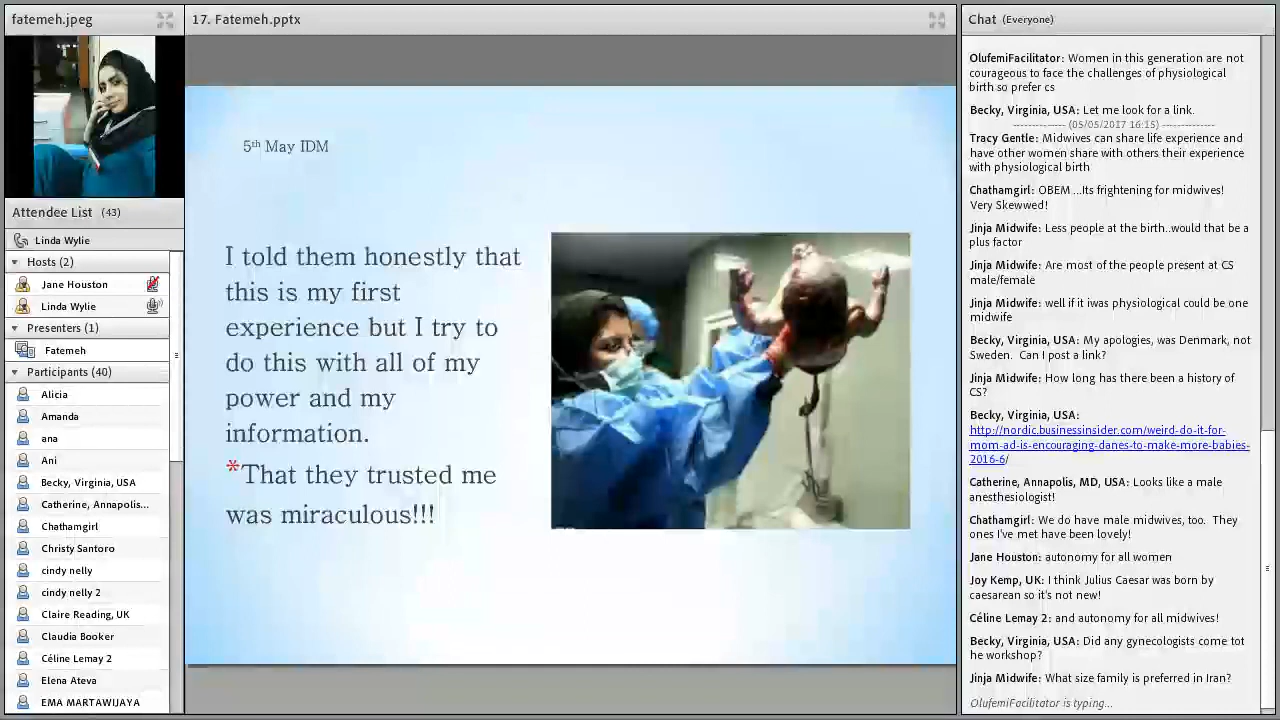 fatemeh.jpeg
Attendee List (43)
Linda Wylie
Hosts (2)
Jane Houston
Linda Wylie
Presenters (1)
Fatemeh
Participants (40)
Alicia
Amanda
ana
Ani
Becky, Virginia, USA
Catherine, Annapolis...
Chathamgirl
Christy Santoro
cindy nelly
cindy nelly 2
Claire Reading, UK
Claudia Booker
Céline Lemay 2
Elena Ateva
EMA MARTAWIJAYA
17. Fatemeh.pptx
5th May IDM
I told them honestly that
this is my first
experience but I try to
do this with all of my
power and my
information.
*That they trusted me
was miraculous!!!
Chat (Everyone)
OlufemiFacilitator: Women in this generation are not
courageous to face the challenges of physiological
birth so prefer cs
Becky, Virginia, USA: Let me look for a link.
--------------- (05/05/2017 16:15) ---------------
Tracy Gentle: Midwives can share life experience and
have other women share with others their experience
with physiological birth
Chathamgirl: OBEM ...Its frightening for midwives!
Very Skewwed!
Jinja Midwife: Less people at the birth..would that be a
plus factor
Jinja Midwife: Are most of the people present at CS
male/female
Jinja Midwife: well if it iwas physiological could be one
midwife
Becky, Virginia, USA: My apologies, was Denmark, not
Sweden. Can I post a link?
Jinja Midwife: How long has there been a history of
CS?
Becky, Virginia, USA:
http://nordic.businessinsider.com/weird-do-it-for-
mom-ad-is-encouraging-danes-to-make-more-babies-
2016-6/
Catherine, Annapolis, MD, USA: Looks like a male
anesthesiologist!
Chathamgirl: We do have male midwives, too. They
ones I've met have been lovely!
Jane Houston: autonomy for all women
Joy Kemp, UK: I think Julius Caesar was born by
caesarean so it's not new!
Céline Lemay 2: and autonomy for all midwives!
Becky, Virginia, USA: Did any gynecologists come tot
he workshop?
Jinja Midwife: What size family is preferred in Iran?
OlufemiFacilitator is typing...